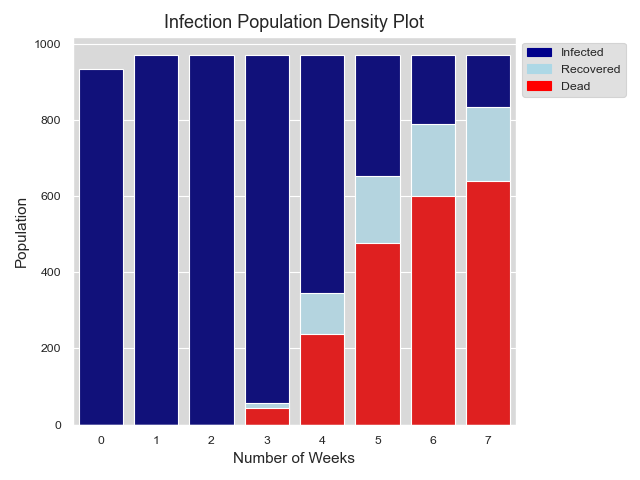 Infection Population Density Plot
Infected
Recovered
Dead
Population
1000
800
600
400
200
0
0 1 2 3 4 5 6 7
Number of Weeks